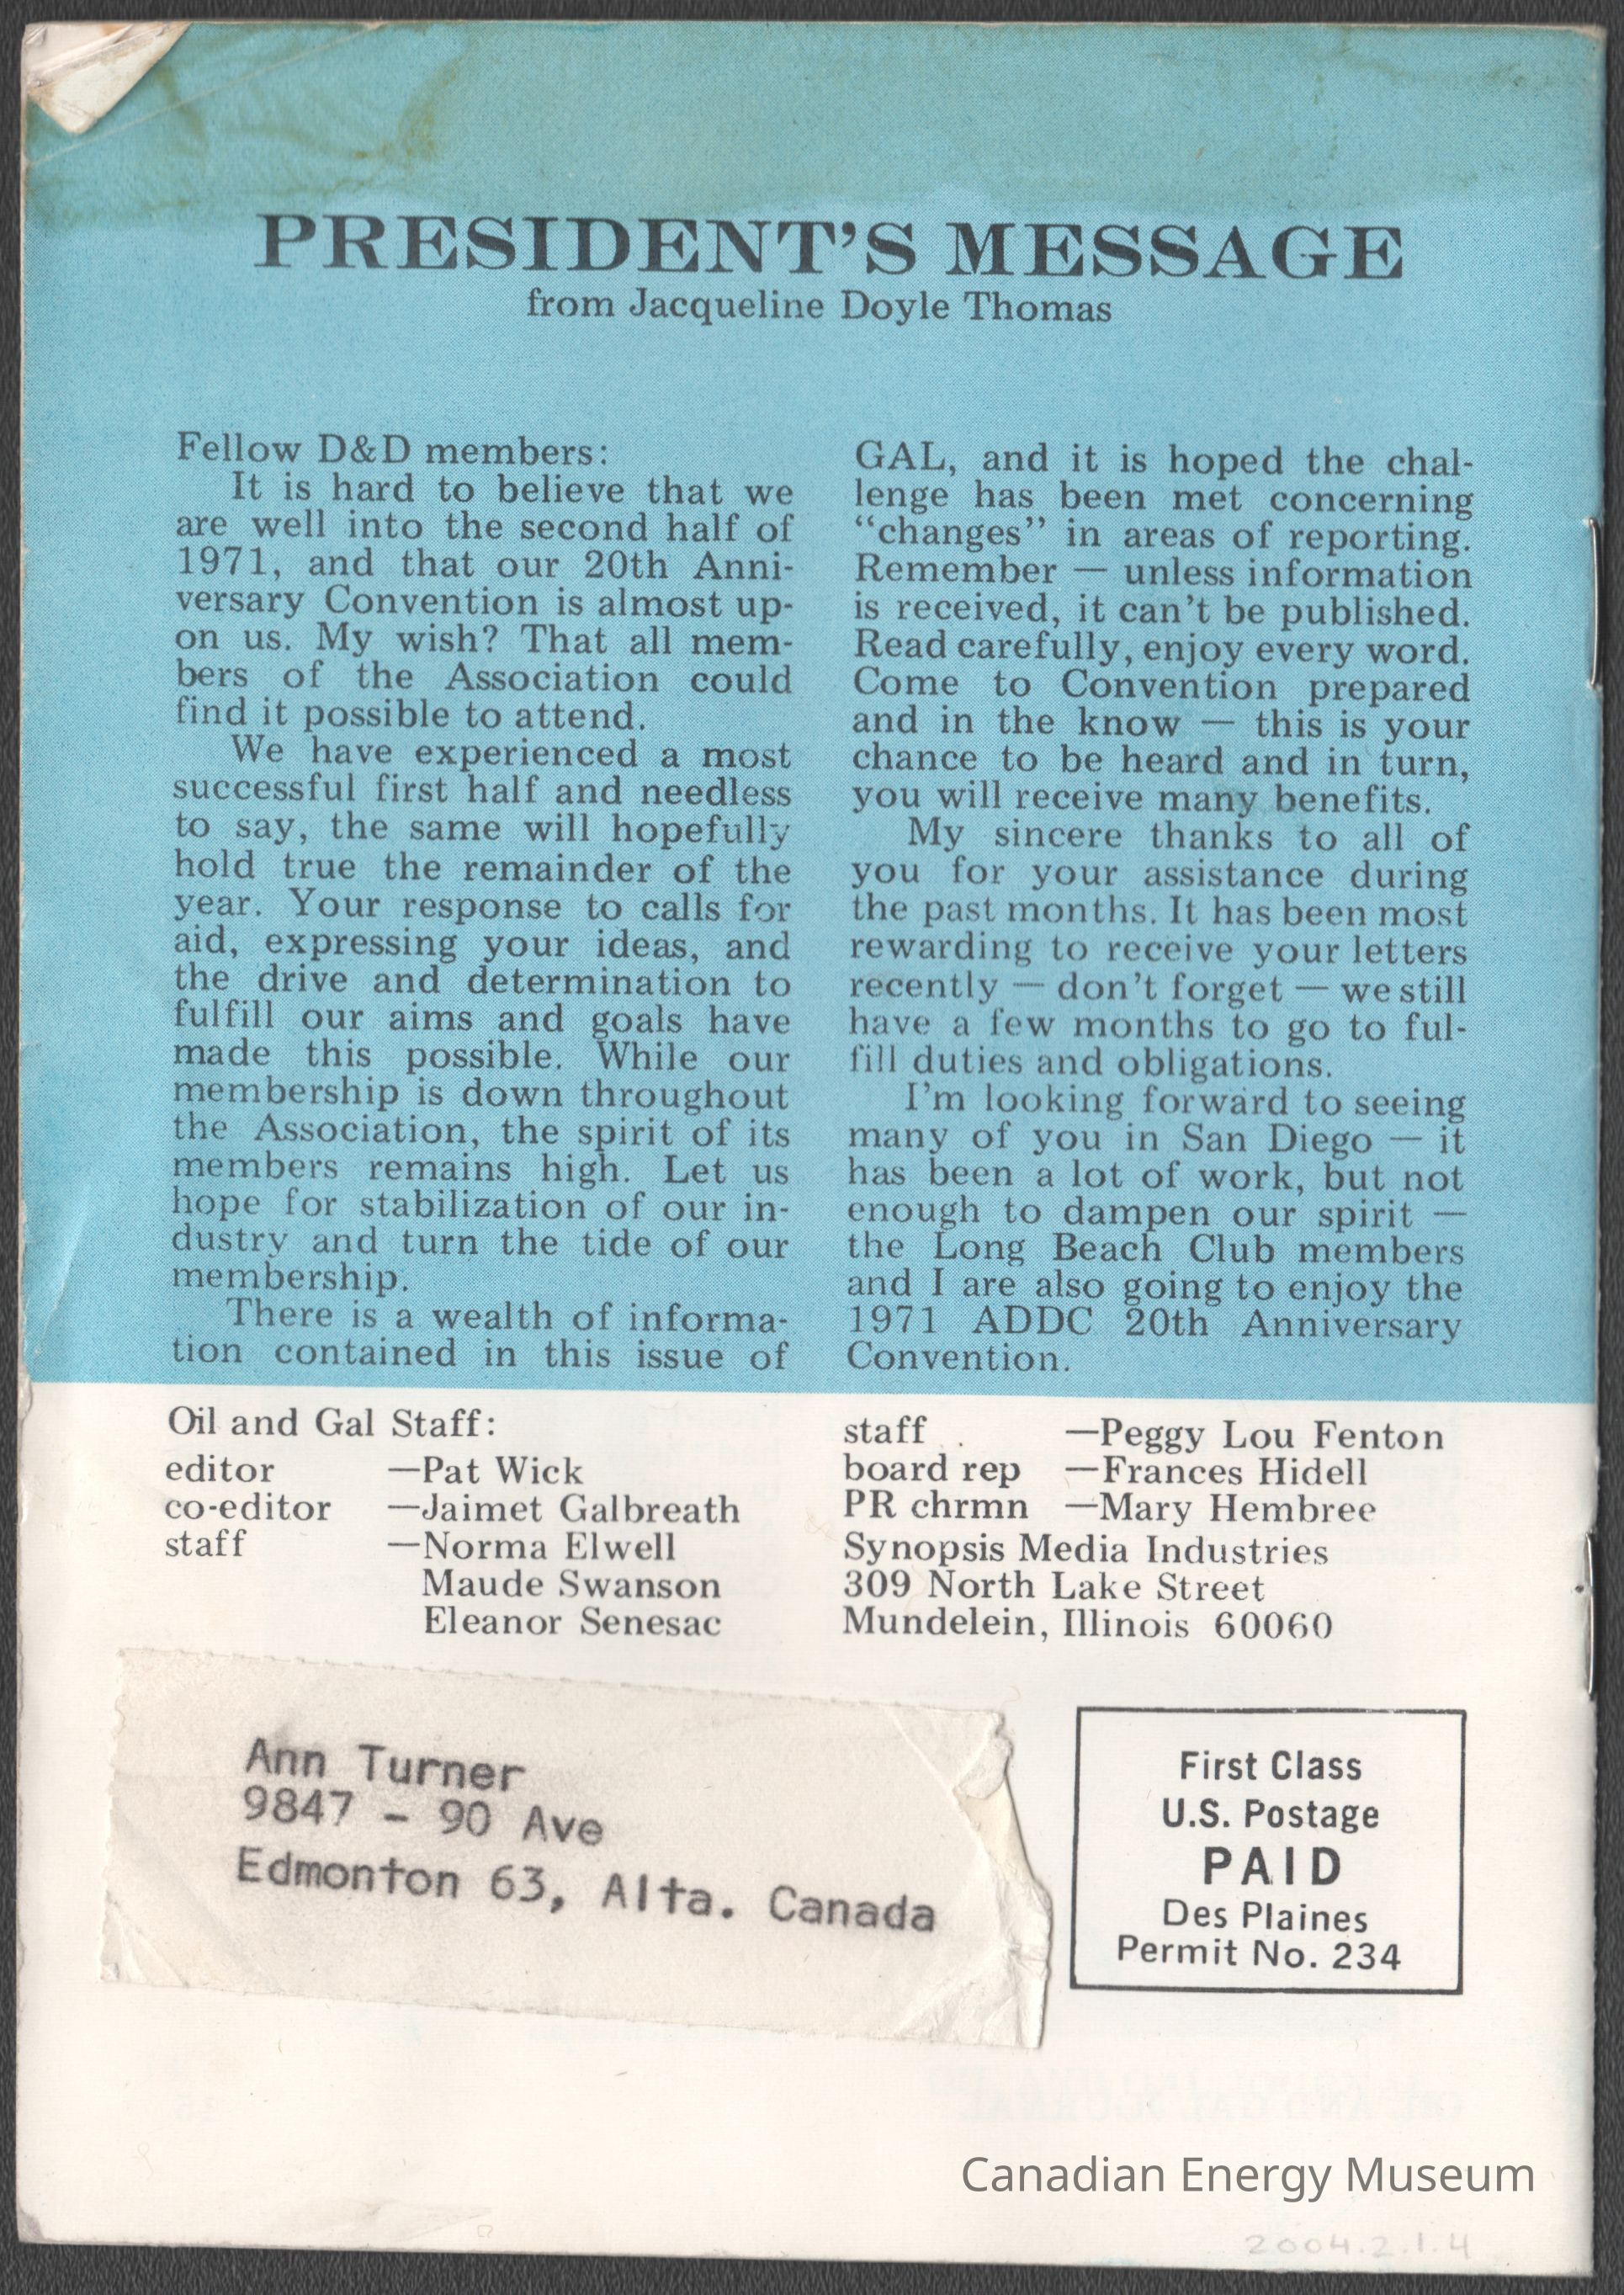 PRESIDENT'S MESSAGE
from Jacqueline Doyle Thomas
Fellow D&D members:
It is hard to believe that we
are well into the second half of
1971, and that our 20th Anni-
versary Convention is almost up-
on us. My wish? That all mem-
bers of the Association could
find it possible to attend.
We have experienced a most
successful first half and needless
to say, the same will hopefully
hold true the remainder of the
year. Your response to calls for
aid, expressing your ideas, and
the drive and determination to
fulfill our aims and goals have
made this possible. While our
membership is down throughout
the Association, the spirit of its
members remains high. Let us
hope for stabilization of our in-
dustry and turn the tide of our
membership.
There is a wealth of informa-
tion contained in this issue of
GAL, and it is hoped the chal-
lenge has been met concerning
“changes” in areas of reporting.
Remember — unless information
is received, it can't be published.
Read carefully, enjoy every word.
Come to Convention prepared
and in the know — this is your
chance to be heard and in turn,
you will receive many benefits.
My sincere thanks to all of
you for your assistance during
the past months. It has been most
rewarding to receive your letters
recently — don't forget — we still
have a few months to go to ful-
fill duties and obligations.
I'm looking forward to seeing
many of you in San Diego — it
has been a lot of work, but not
enough to dampen our spirit —
the Long Beach Club members
and I are also going to enjoy the
1971 ADDC 20th Anniversary
Convention.
Oil and Gal Staff:
editor —Pat Wick
co-editor —Jaimet Galbreath
staff —Norma Elwell
Maude Swanson
Eleanor Senesac
staff —Peggy Lou Fenton
board rep —Frances Hidell
PR chrmn —Mary Hembree
Synopsis Media Industries
309 North Lake Street
Mundelein, Illinois 60060
Ann Turner
9847 - 90 Ave
Edmonton 63, Alta. Canada
First Class
U.S. Postage
PAID
Des Plaines
Permit No. 234
Canadian Energy Museum
2004.2.1.4